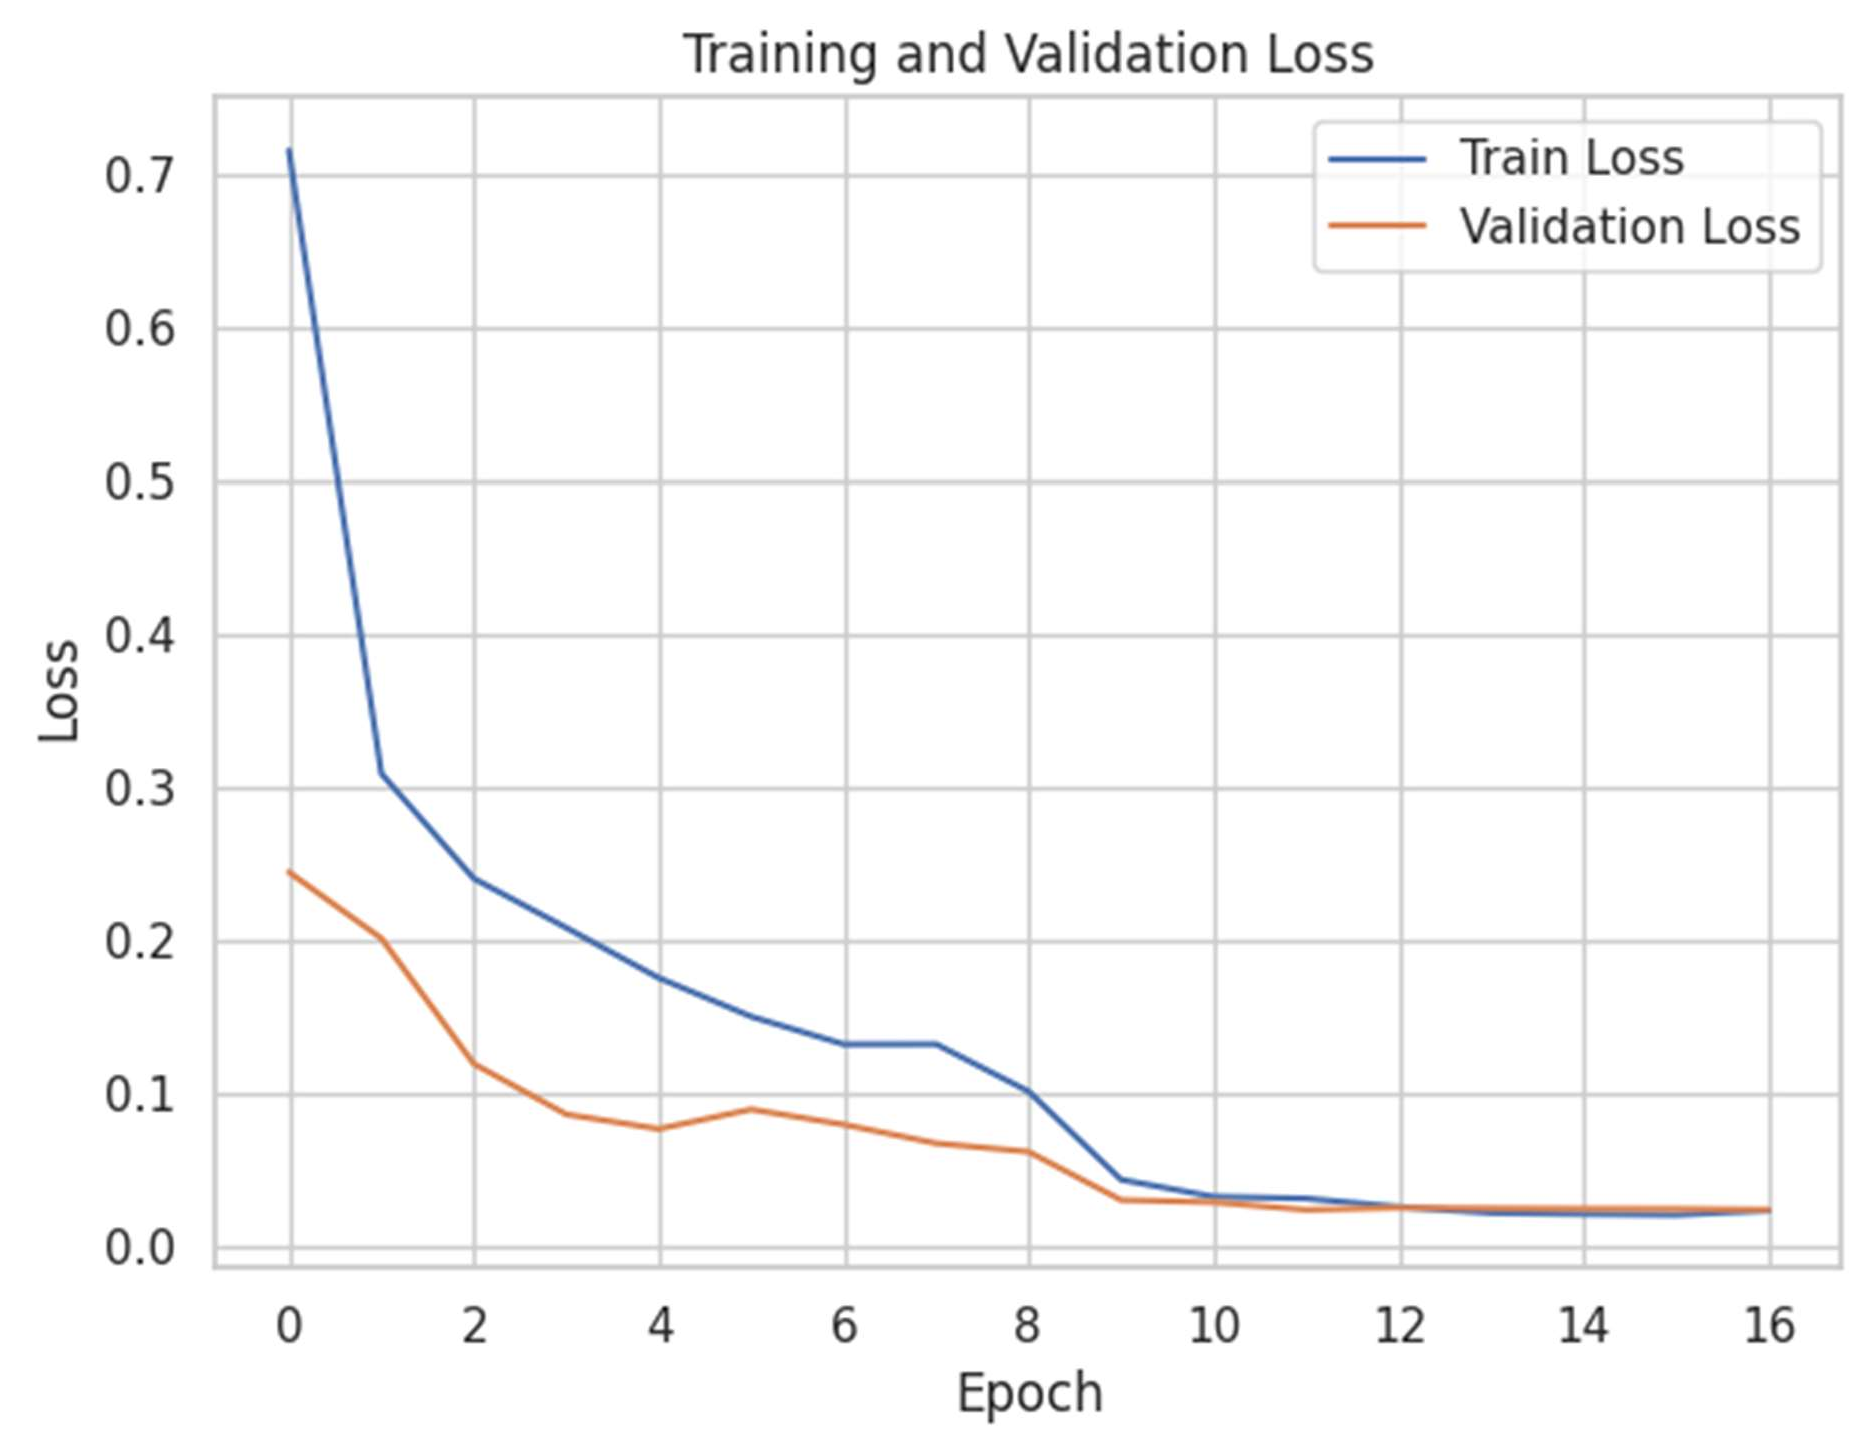 Training and Validation Loss
Train Loss
Validation Loss
0.7
0.6
0.5
0.4
0.3
0.2
0.1
0.0
Loss
0 2 4 6 8 10 12 14 16
Epoch